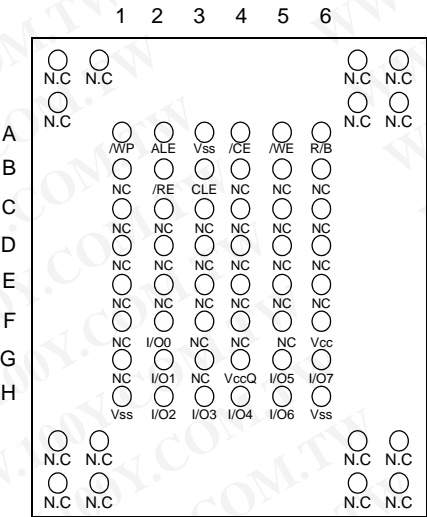 1 2 3 4 5 6
N.C N.C N.C N.C
N.C N.C N.C
A /WP ALE Vss /CE /WE R/B
B NC /RE CLE NC NC NC
C NC NC NC NC NC NC
D NC NC NC NC NC NC
E NC NC NC NC NC NC
F NC I/O0 NC NC NC Vcc
G NC I/O1 NC VccQ I/O5 I/O7
H Vss I/O2 I/O3 I/O4 I/O6 Vss
N.C N.C N.C N.C
N.C N.C N.C N.C